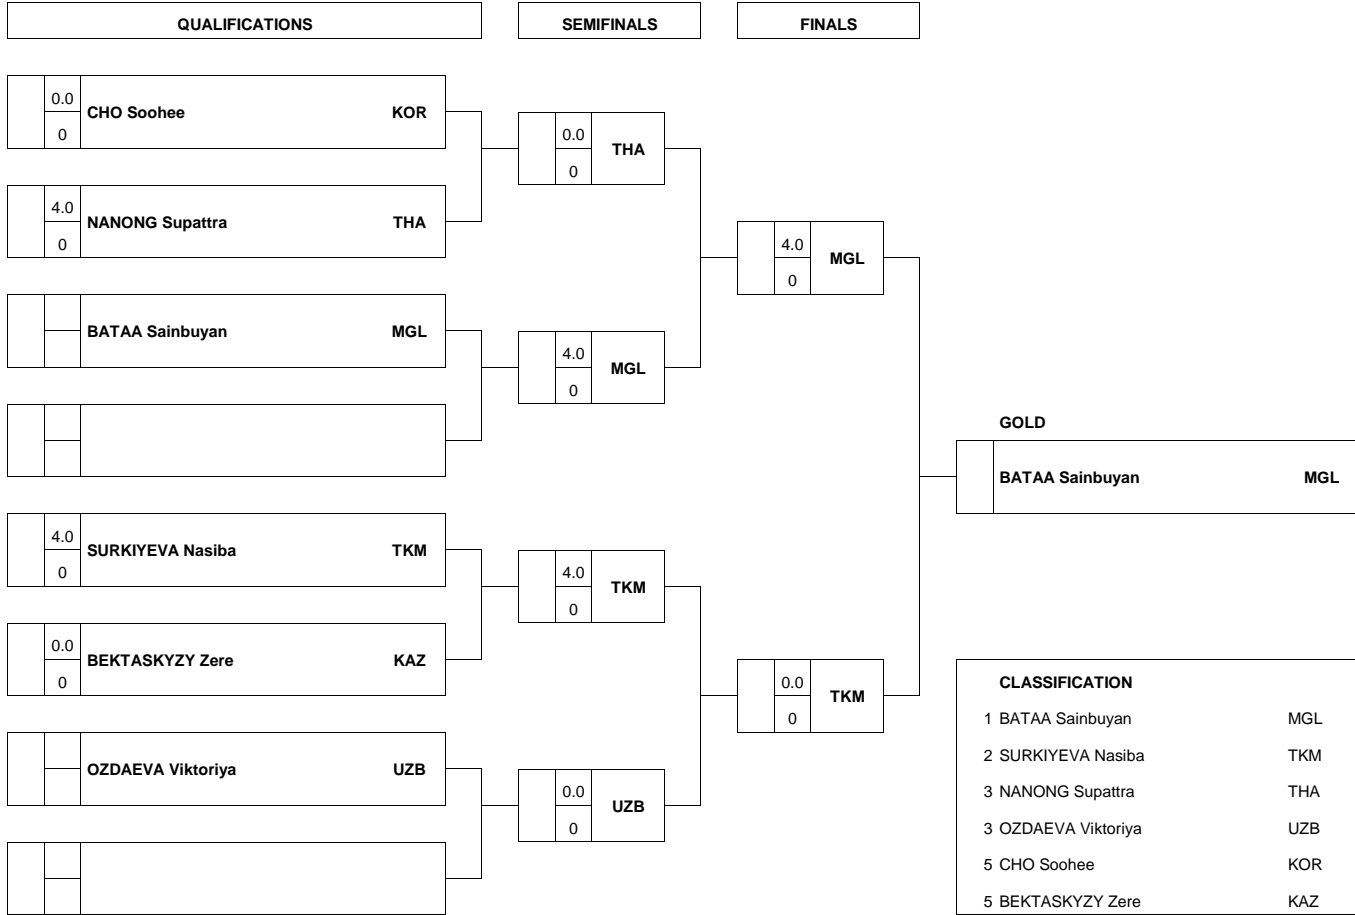 QUALIFICATIONS SEMIFINALS FINALS
0.0
CHO Soohee KOR
0
0.0
THA
0
4.0
NANONG Supattra THA
0
4.0
MGL
0
BATAA Sainbuyan MGL
4.0
MGL
0
GOLD
BATAA Sainbuyan MGL
4.0
SURKIYEVA Nasiba TKM
0
4.0
TKM
0
0.0
BEKTASKYZY Zere KAZ
0
0.0
TKM
0
OZDAEVA Viktoriya UZB
0.0
UZB
0
CLASSIFICATION
1 BATAA Sainbuyan MGL
2 SURKIYEVA Nasiba TKM
3 NANONG Supattra THA
3 OZDAEVA Viktoriya UZB
5 CHO Soohee KOR
5 BEKTASKYZY Zere KAZ